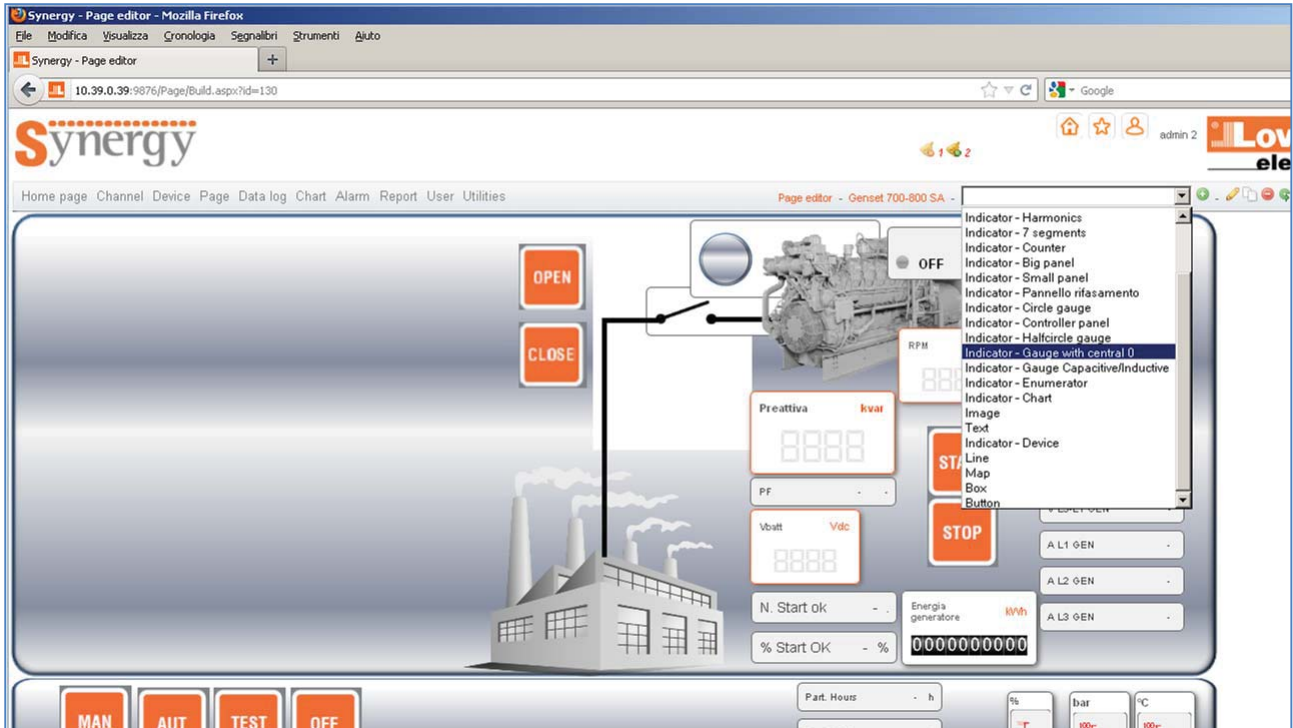 Synergy - Page editor - Mozilla Firefox
File Modifica Visualizza Cronologia Segnalibri Strumenti Aiuto
Synergy - Page editor +
10.39.0.39:9876/Page/Build.aspx?id=130 Google
Synergy
1 2
admin 2
Lov
ele
Home page Channel Device Page Data log Chart Alarm Report User Utilities
Page editor - Genset 700-800 SA -
Indicator - Harmonics
Indicator - 7 segments
Indicator - Counter
Indicator - Big panel
Indicator - Small panel
Indicator - Pannello rifasamento
Indicator - Circle gauge
Indicator - Controller panel
Indicator - Halfcircle gauge
Indicator - Gauge with central 0
Indicator - Gauge Capacitive/Inductive
Indicator - Enumerator
Indicator - Chart
Image
Text
Indicator - Device
Line
Map
Box
Button
OPEN
CLOSE
OFF
RPM
Preattiva kvar
PF - -
STA
STOP
Vbatt Vdc
A L1 GEN -
A L2 GEN -
A L3 GEN -
N. Start ok - .
% Start OK - %
Energia
generatore kWh
0000000000
MAN AUT TEST OFF
Part. Hours - h
% bar °C
100% 100%